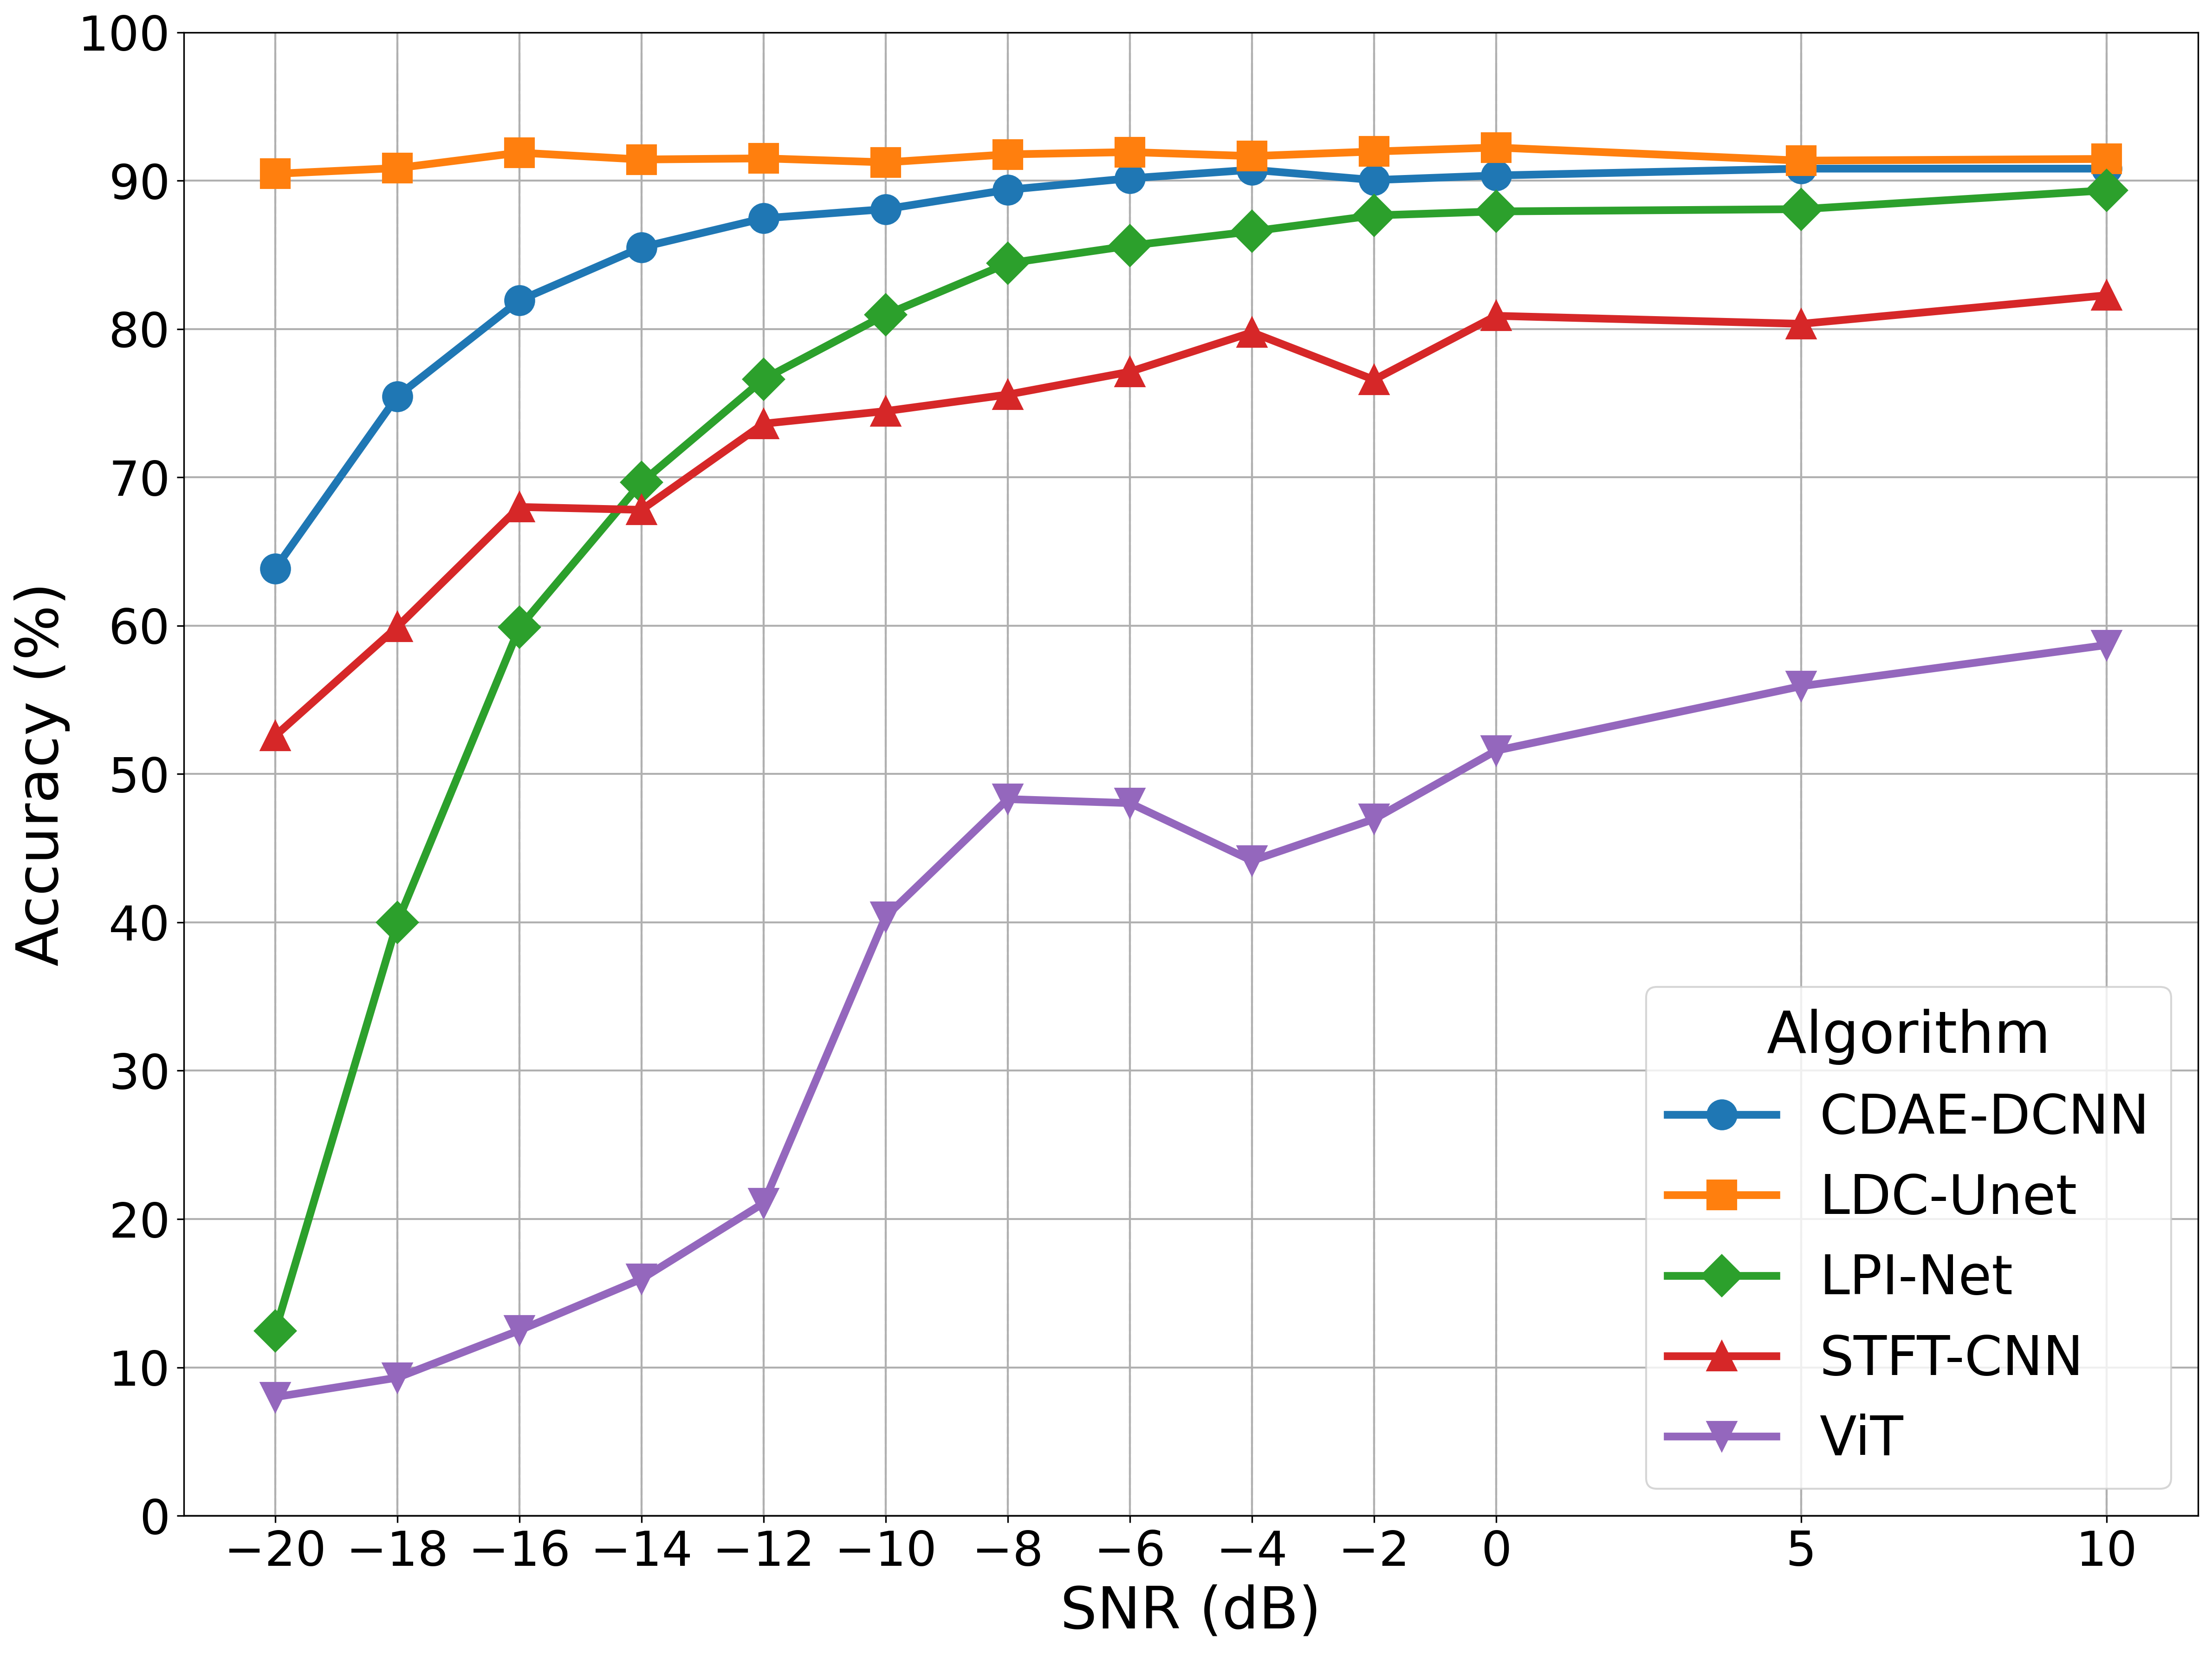 100
90
80
70
60
50
40
30
20
10
0
Accuracy (%)
−20 −18 −16 −14 −12 −10 −8 −6 −4 −2 0 5 10
SNR (dB)
Algorithm
CDAE-DCNN
LDC-Unet
LPI-Net
STFT-CNN
ViT